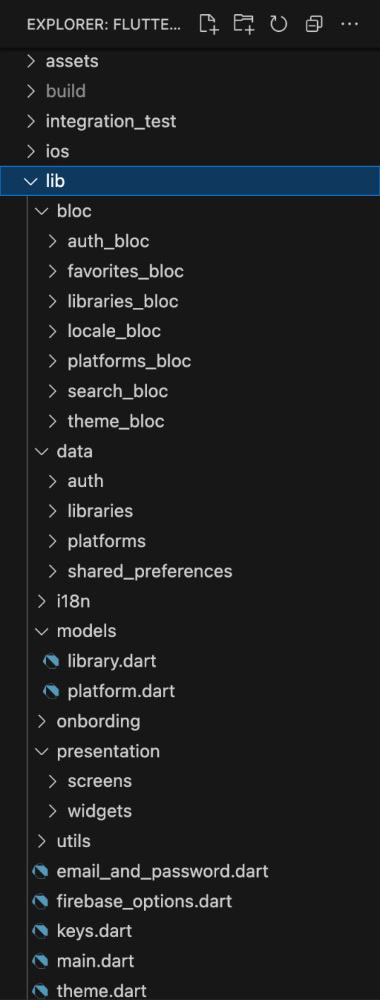 EXPLORER: FLUTTE...
assets
build
integration_test
ios
lib
bloc
auth_bloc
favorites_bloc
libraries_bloc
locale_bloc
platforms_bloc
search_bloc
theme_bloc
data
auth
libraries
platforms
shared_preferences
i18n
models
library.dart
platform.dart
onbording
presentation
screens
widgets
utils
email_and_password.dart
firebase_options.dart
keys.dart
main.dart
theme.dart